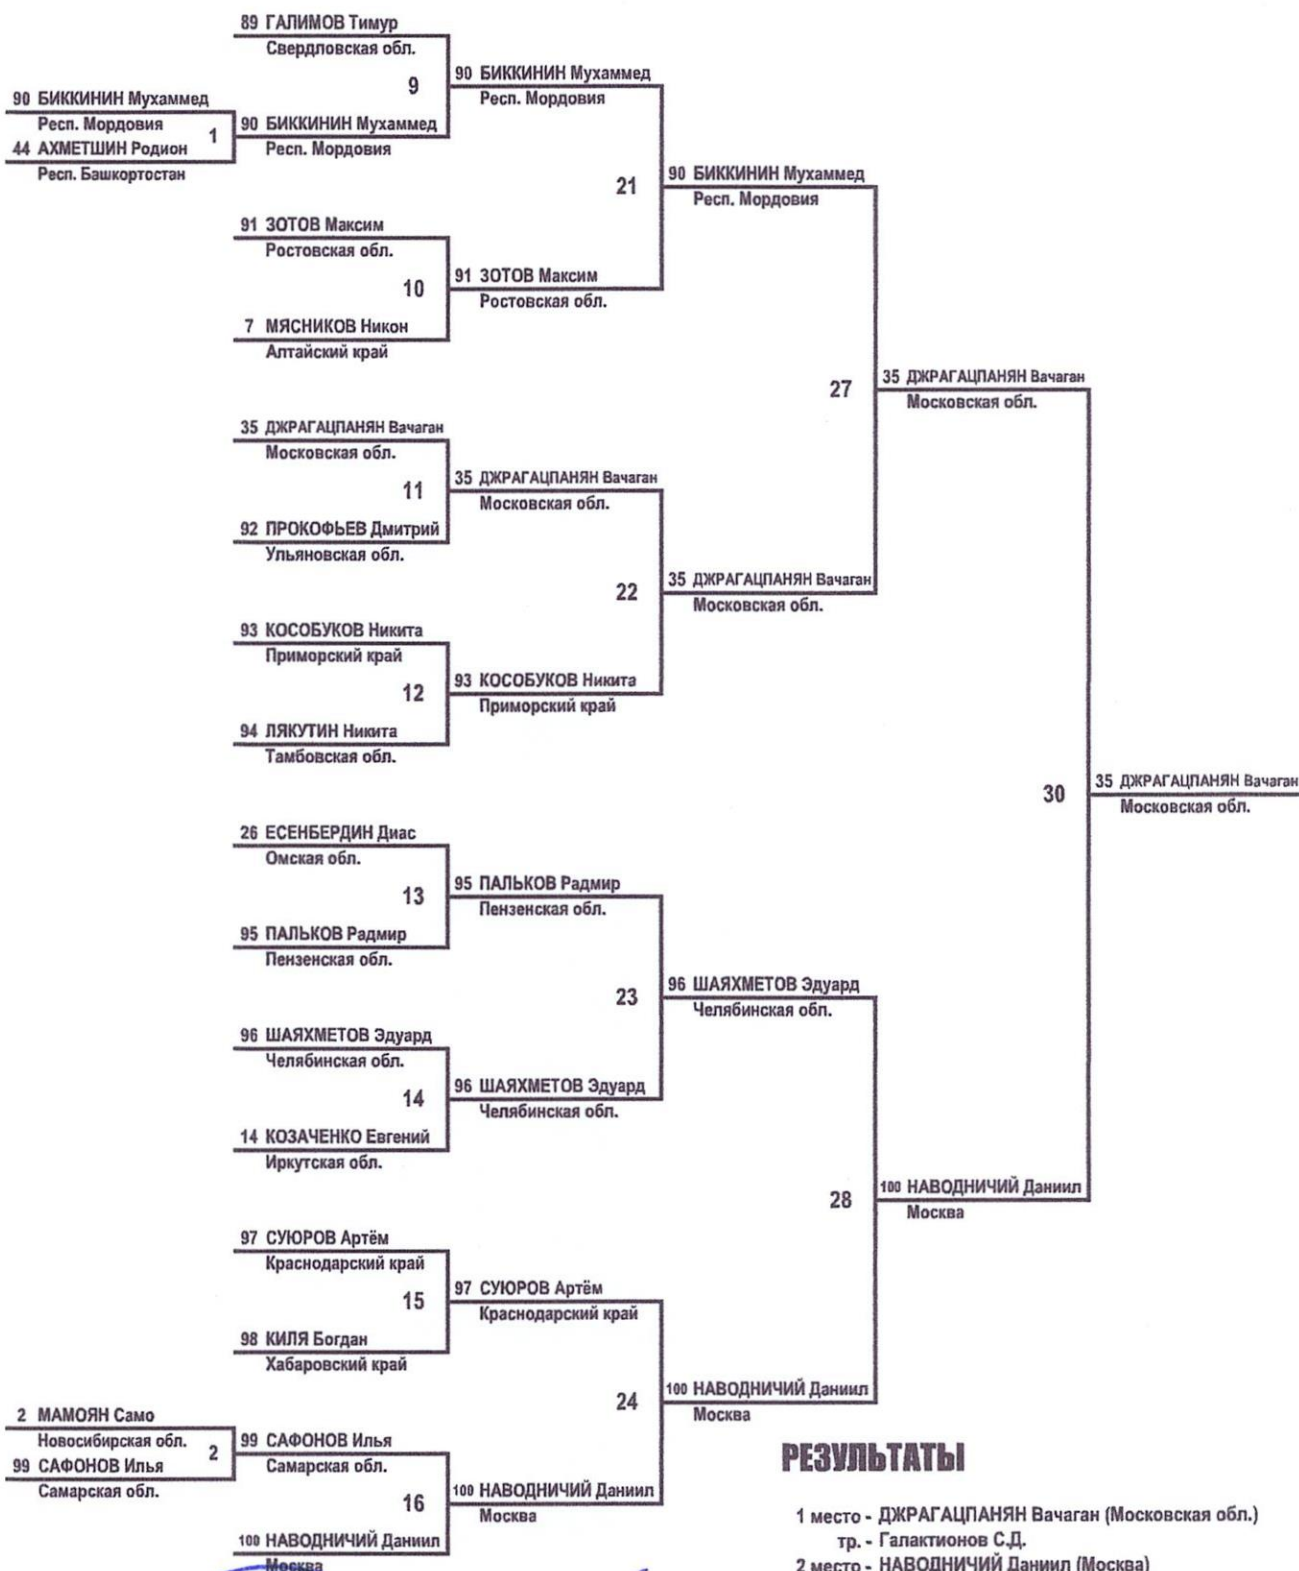 89 ГАЛИМОВ Тимур
Свердловская обл.
9
90 БИККИНИН Мухаммед
Респ. Мордовия
90 БИККИНИН Мухаммед
Респ. Мордовия
1
44 АХМЕТШИН Родион
Респ. Башкортостан
90 БИККИНИН Мухаммед
Респ. Мордовия
21
90 БИККИНИН Мухаммед
Респ. Мордовия
91 ЗОТОВ Максим
Ростовская обл.
10
91 ЗОТОВ Максим
Ростовская обл.
7 МЯСНИКОВ Никон
Алтайский край
27
35 ДЖРАГАЦПАНЯН Вачаган
Московская обл.
35 ДЖРАГАЦПАНЯН Вачаган
Московская обл.
11
35 ДЖРАГАЦПАНЯН Вачаган
Московская обл.
92 ПРОКОФЬЕВ Дмитрий
Ульяновская обл.
22
35 ДЖРАГАЦПАНЯН Вачаган
Московская обл.
93 КОСОБУКОВ Никита
Приморский край
12
93 КОСОБУКОВ Никита
Приморский край
94 ЛЯКУТИН Никита
Тамбовская обл.
30
35 ДЖРАГАЦПАНЯН Вачаган
Московская обл.
26 ЕСЕНБЕРДИН Диас
Омская обл.
13
95 ПАЛЬКОВ Радмир
Пензенская обл.
95 ПАЛЬКОВ Радмир
Пензенская обл.
23
96 ШАЯХМЕТОВ Эдуард
Челябинская обл.
96 ШАЯХМЕТОВ Эдуард
Челябинская обл.
14
96 ШАЯХМЕТОВ Эдуард
Челябинская обл.
14 КОЗАЧЕНКО Евгений
Иркутская обл.
28
100 НАВОДНИЧИЙ Даниил
Москва
97 СУЮРОВ Артём
Краснодарский край
15
97 СУЮРОВ Артём
Краснодарский край
98 КИЛЯ Богдан
Хабаровский край
24
100 НАВОДНИЧИЙ Даниил
Москва
2 МАМОЯН Само
Новосибирская обл.
2
99 САФОНОВ Илья
Самарская обл.
99 САФОНОВ Илья
Самарская обл.
16
100 НАВОДНИЧИЙ Даниил
Москва
100 НАВОДНИЧИЙ Даниил
Москва
РЕЗУЛЬТАТЫ
1 место - ДЖРАГАЦПАНЯН Вачаган (Московская обл.)
тр. - Галактионов С.Д.
2 место - НАВОДНИЧИЙ Даниил (Москва)